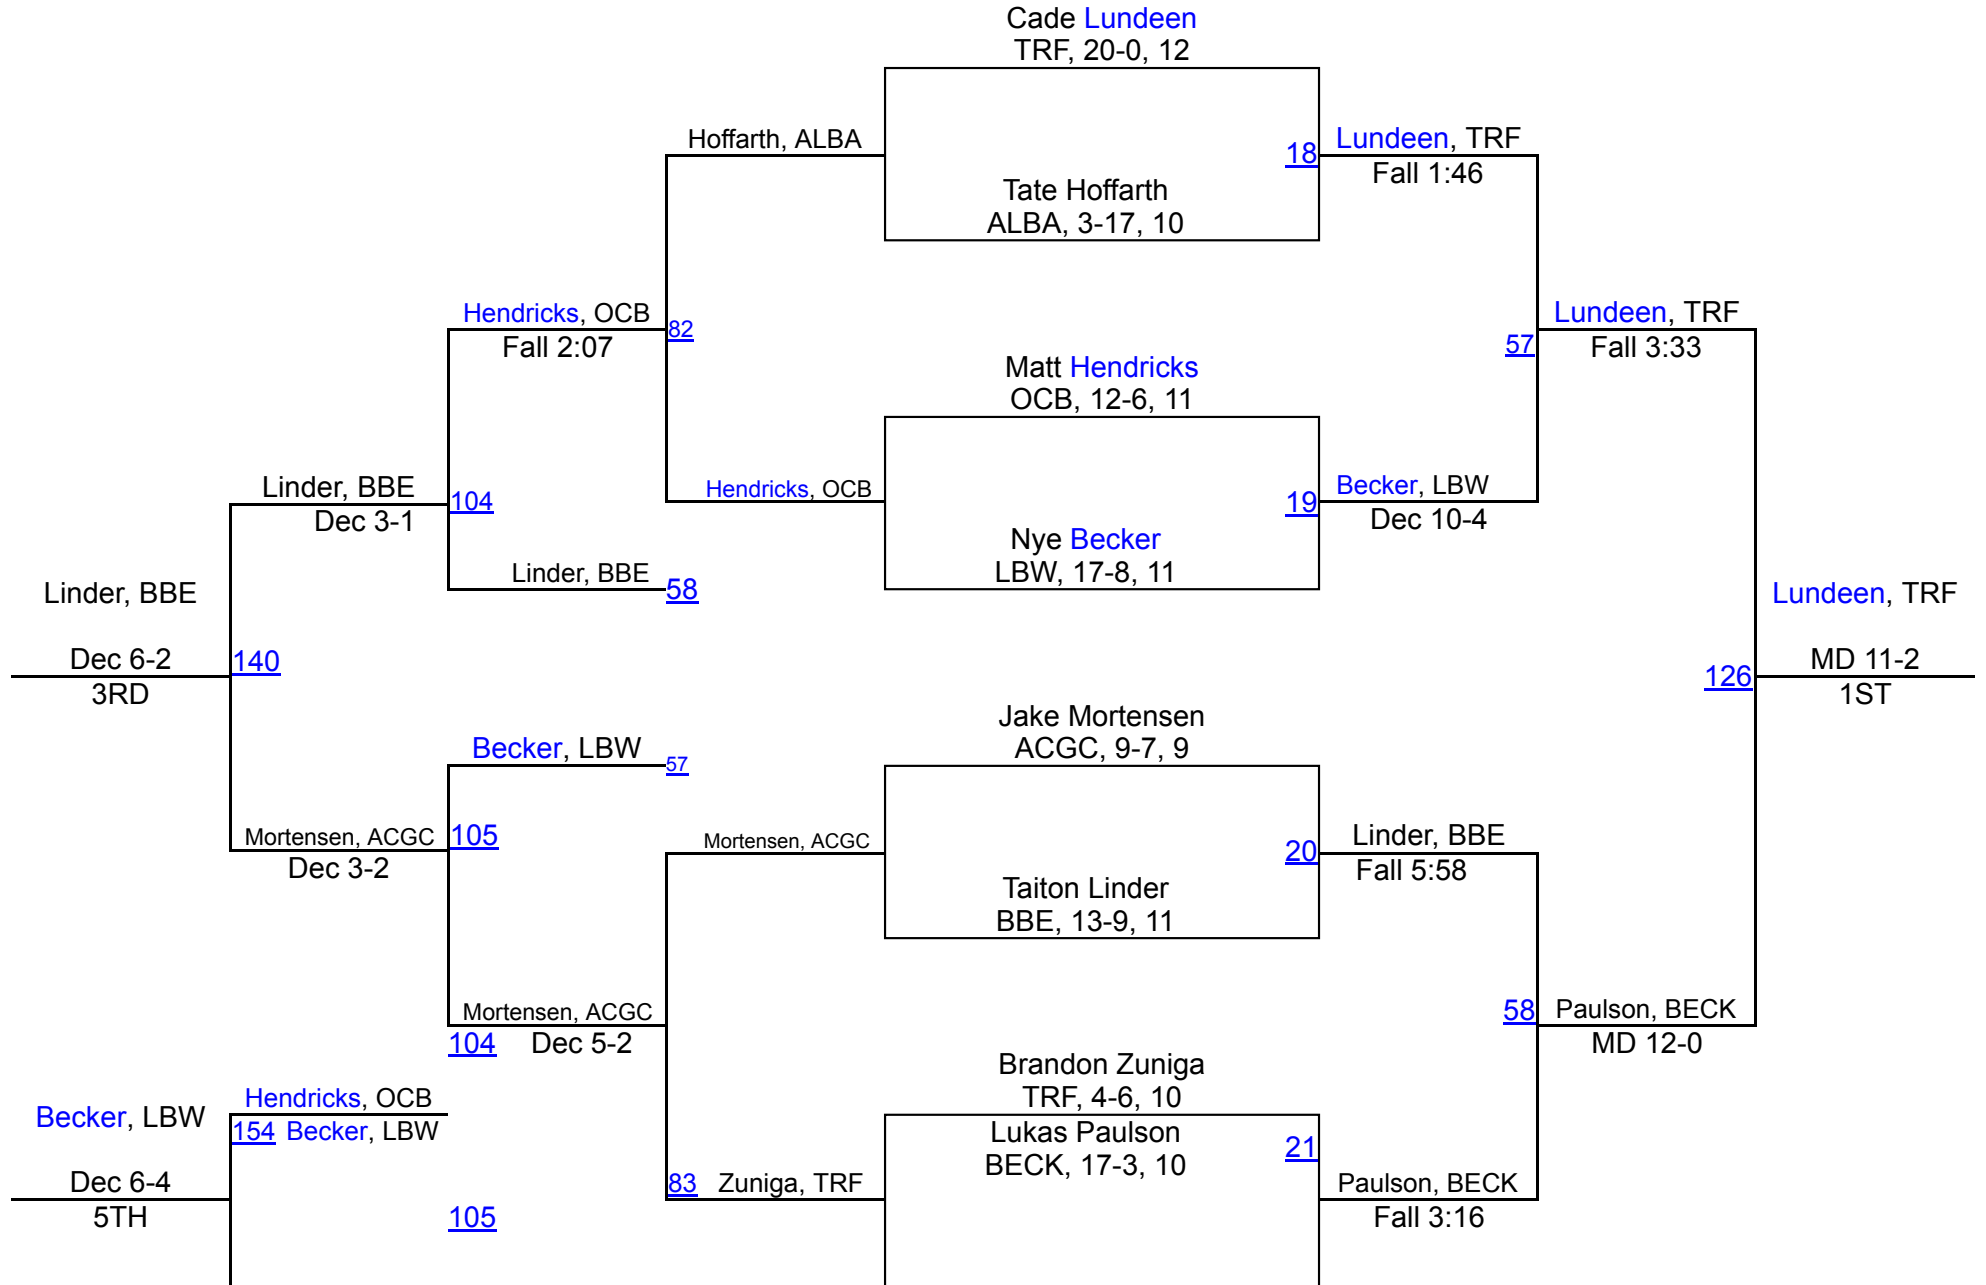 Cade Lundeen
TRF, 20-0, 12
Hoffarth, ALBA
18
Lundeen, TRF
Fall 1:46
Tate Hoffarth
ALBA, 3-17, 10
Hendricks, OCB
Fall 2:07
82
Lundeen, TRF
Fall 3:33
57
Matt Hendricks
OCB, 12-6, 11
Linder, BBE
Dec 3-1
104
Hendricks, OCB
19
Becker, LBW
Dec 10-4
Nye Becker
LBW, 17-8, 11
Linder, BBE
58
Linder, BBE
Dec 6-2
3RD
140
Lundeen, TRF
126
MD 11-2
1ST
Jake Mortensen
ACGC, 9-7, 9
Becker, LBW
57
Mortensen, ACGC
Dec 3-2
105
Mortensen, ACGC
20
Linder, BBE
Fall 5:58
Taiton Linder
BBE, 13-9, 11
Mortensen, ACGC
104
Dec 5-2
58
Paulson, BECK
MD 12-0
Brandon Zuniga
TRF, 4-6, 10
Lukas Paulson
BECK, 17-3, 10
21
Becker, LBW
Hendricks, OCB
154 Becker, LBW
Dec 6-4
5TH
105
83
Zuniga, TRF
Paulson, BECK
Fall 3:16